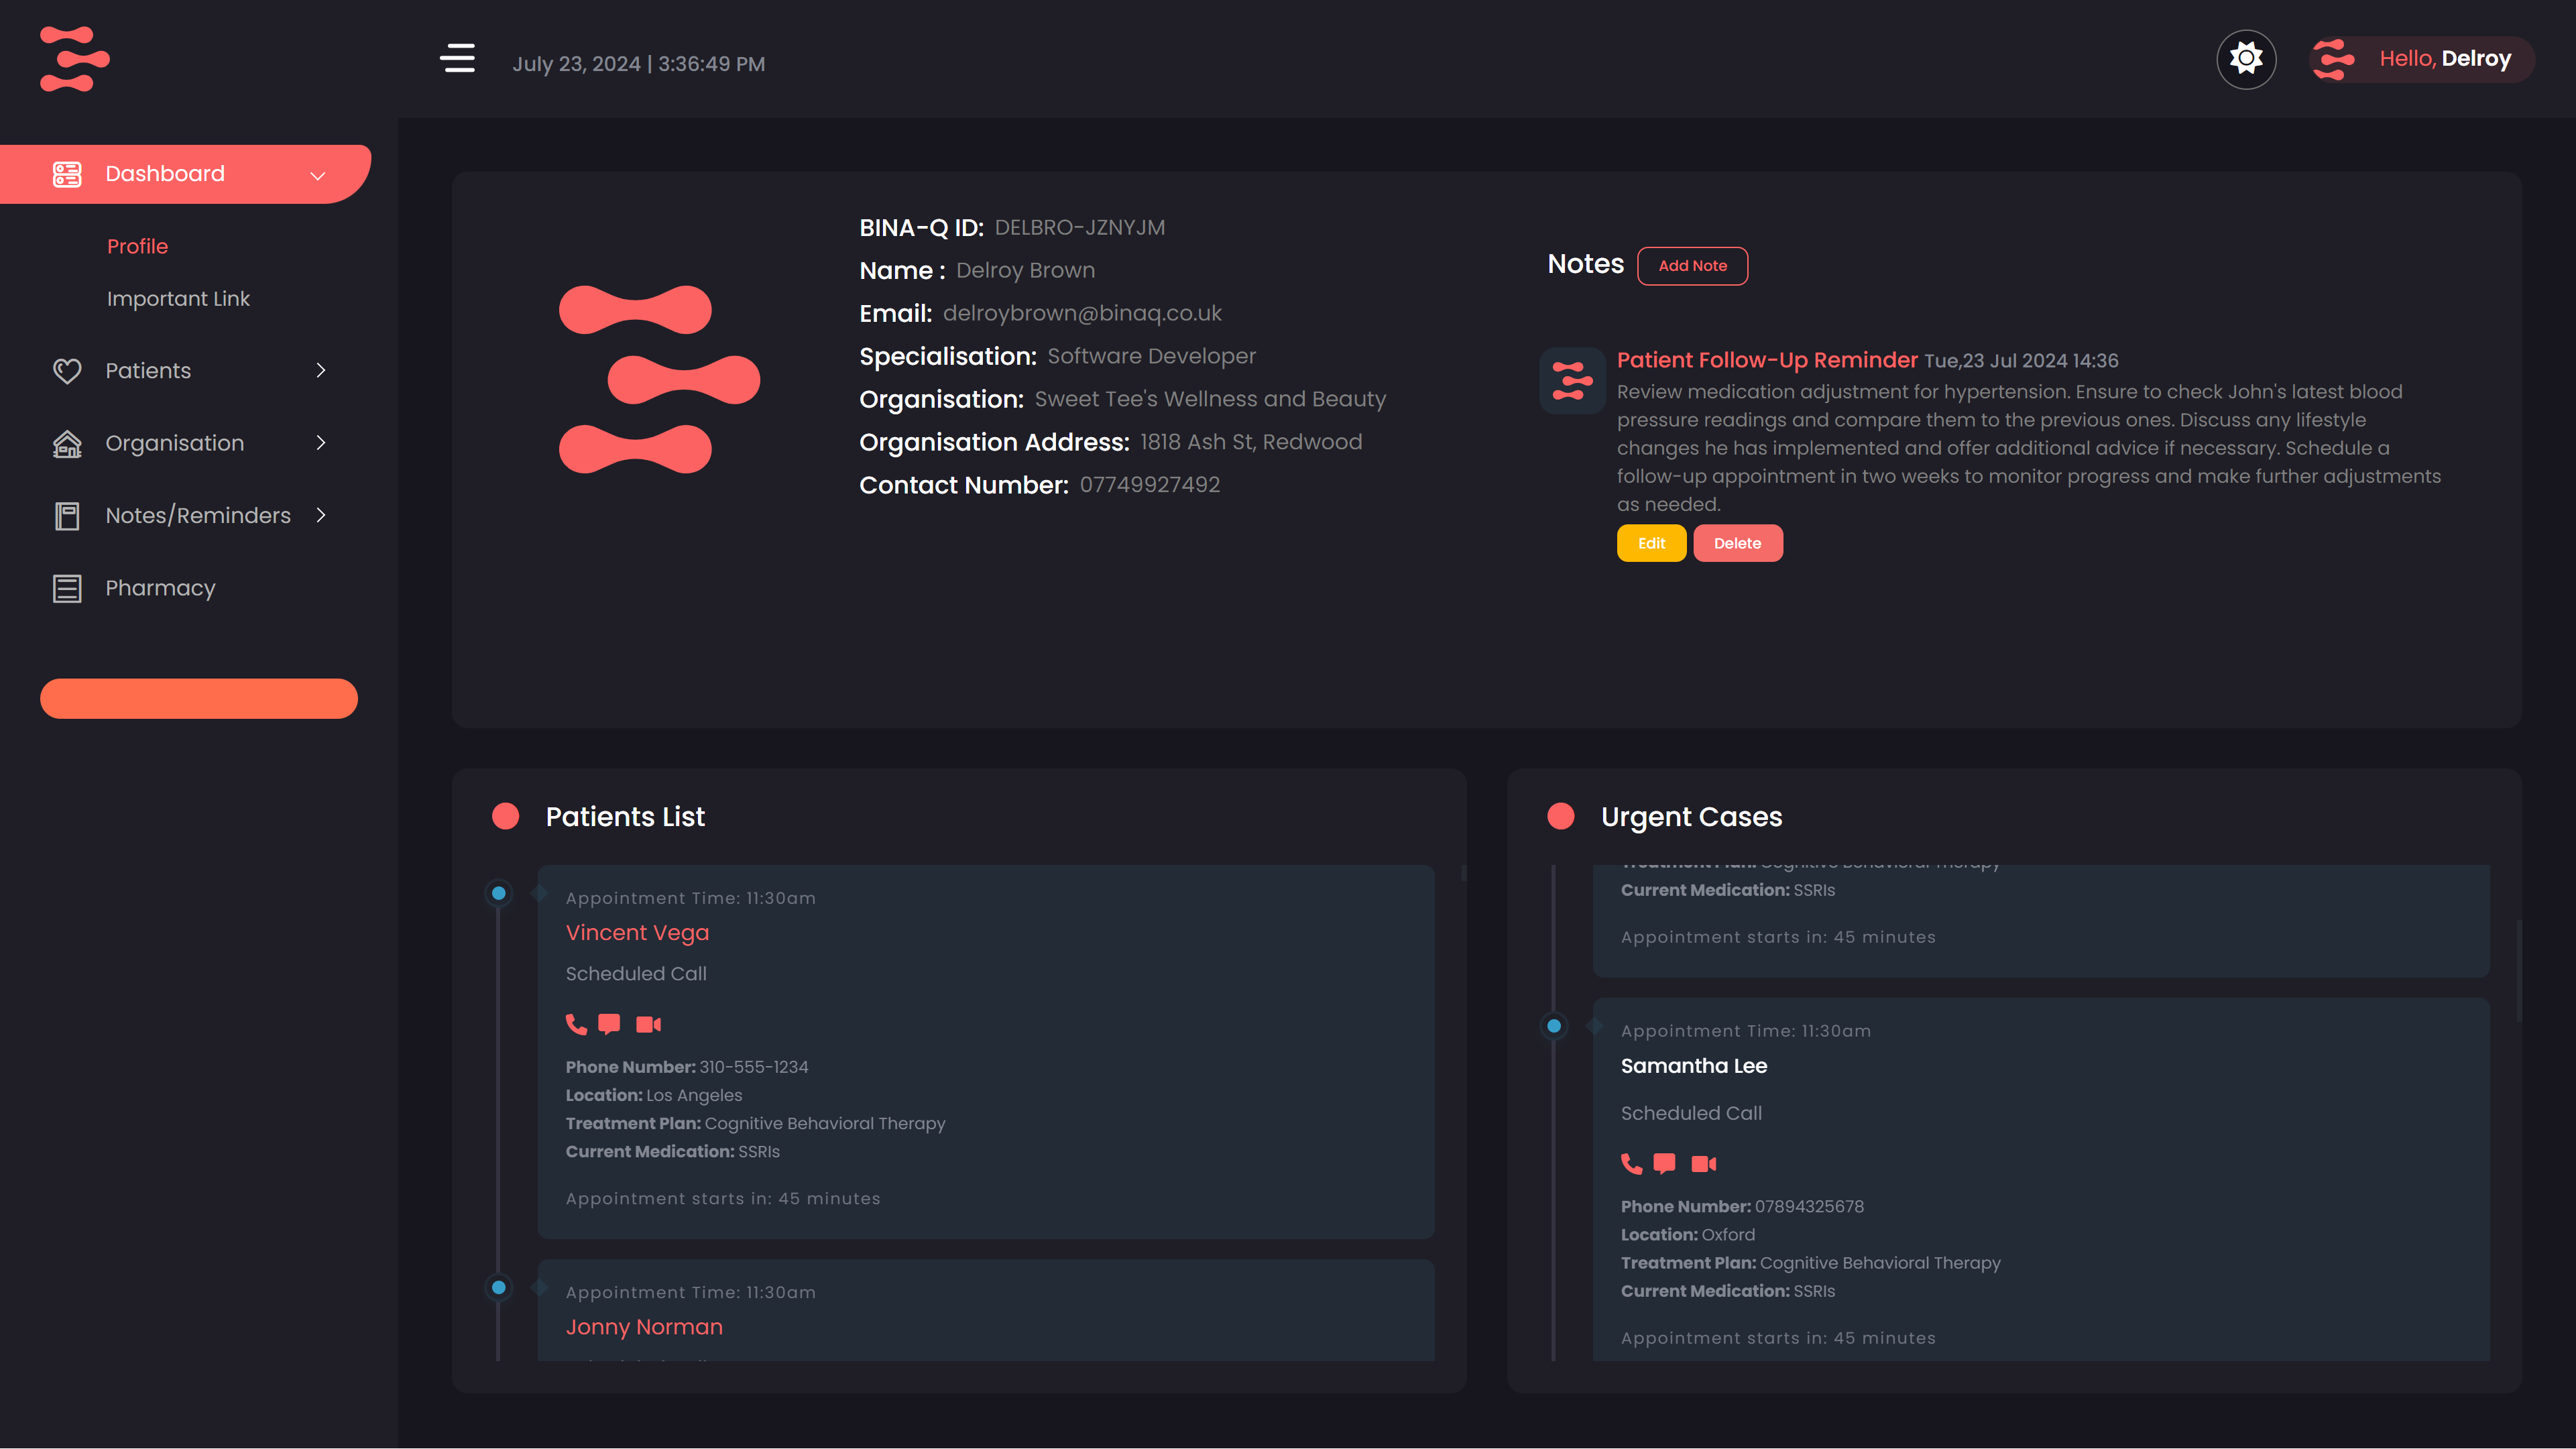 July 23, 2024 | 3:36:49 PM
Hello, Delroy
Dashboard
Profile
Important Link
Patients
Organisation
Notes/Reminders
Pharmacy
BINA-Q ID: DELBRO-JZNYJM
Name : Delroy Brown
Email: delroybrown@binaq.co.uk
Specialisation: Software Developer
Organisation: Sweet Tee's Wellness and Beauty
Organisation Address: 1818 Ash St, Redwood
Contact Number: 07749927492
Notes
Add Note
Patient Follow-Up Reminder Tue,23 Jul 2024 14:36
Review medication adjustment for hypertension. Ensure to check John's latest blood
pressure readings and compare them to the previous ones. Discuss any lifestyle
changes he has implemented and offer additional advice if necessary. Schedule a
follow-up appointment in two weeks to monitor progress and make further adjustments
as needed.
Edit
Delete
Patients List
Appointment Time: 11:30am
Vincent Vega
Scheduled Call
Phone Number: 310-555-1234
Location: Los Angeles
Treatment Plan: Cognitive Behavioral Therapy
Current Medication: SSRIs
Appointment starts in: 45 minutes
Appointment Time: 11:30am
Jonny Norman
Urgent Cases
Treatment Plan: Cognitive Behavioral Therapy
Current Medication: SSRIs
Appointment starts in: 45 minutes
Appointment Time: 11:30am
Samantha Lee
Scheduled Call
Phone Number: 07894325678
Location: Oxford
Treatment Plan: Cognitive Behavioral Therapy
Current Medication: SSRIs
Appointment starts in: 45 minutes